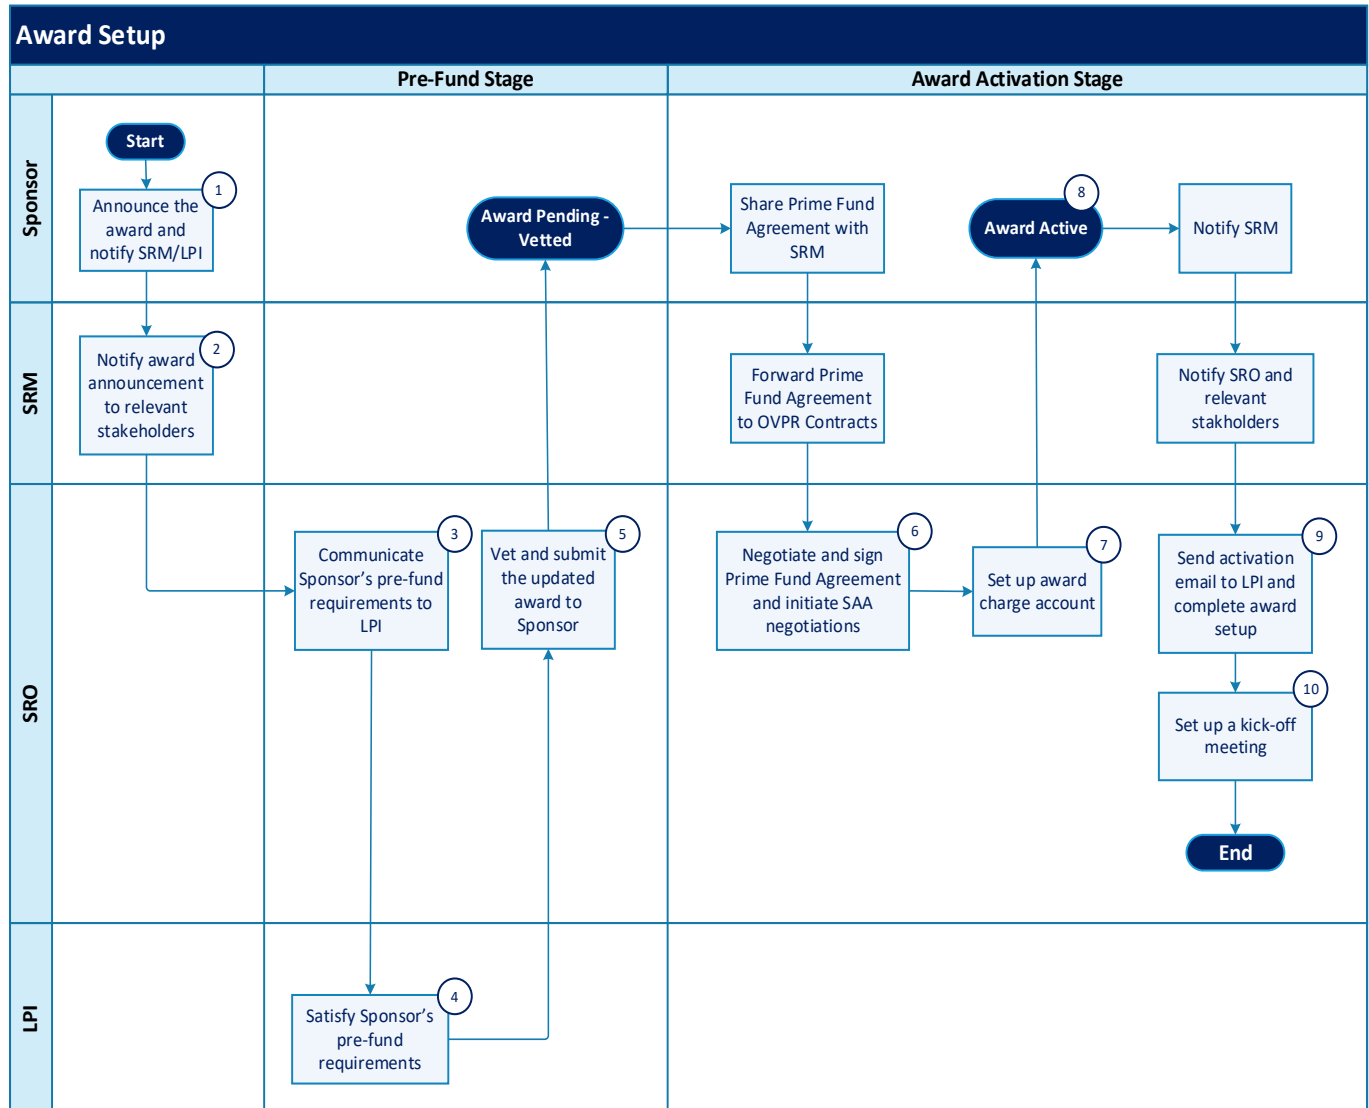 Award Setup
Pre-Fund Stage
Award Activation Stage
Sponsor
Start
1
Announce the
award and
notify SRM/LPI
Award Pending -
Vetted
Share Prime Fund
Agreement with
SRM
8
Award Active
Notify SRM
SRM
2
Notify award
announcement
to relevant
stakeholders
Forward Prime
Fund Agreement
to OVPR Contracts
Notify SRO and
relevant
stakholders
SRO
3
Communicate
Sponsor's pre-fund
requirements to
LPI
5
Vet and submit
the updated
award to
Sponsor
6
Negotiate and sign
Prime Fund Agreement
and initiate SAA
negotiations
7
Set up award
charge account
9
Send activation
email to LPI and
complete award
setup
10
Set up a kick-off
meeting
End
LPI
4
Satisfy Sponsor's
pre-fund
requirements